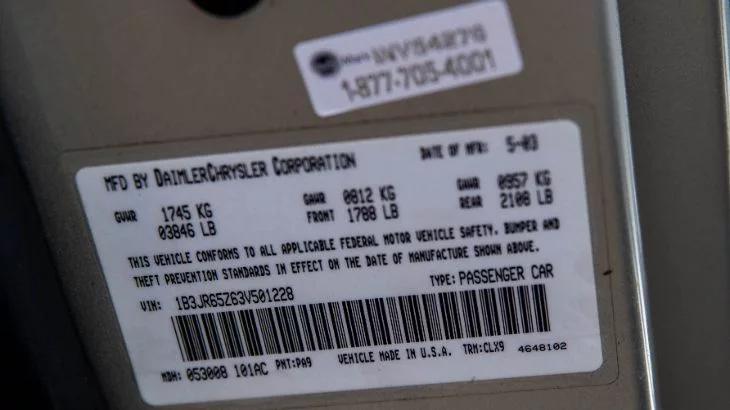 INV54276
1-877-705-4001
MFD BY DAIMLERCHRYSLER CORPORATION DATE OF MFR: 5-03
GVWR 1745 KG GAWR 0812 KG GAWR 0957 KG
03846 LB FRONT 1788 LB REAR 2108 LB
THIS VEHICLE CONFORMS TO ALL APPLICABLE FEDERAL MOTOR VEHICLE SAFETY, BUMPER AND
THEFT PREVENTION STANDARDS IN EFFECT ON THE DATE OF MANUFACTURE SHOWN ABOVE.
VIN: 1B3JR65Z63V501228 TYPE: PASSENGER CAR
MDH: 053008 101AC PNT:PA9 VEHICLE MADE IN U.S.A. TRM:CLX9 4648102